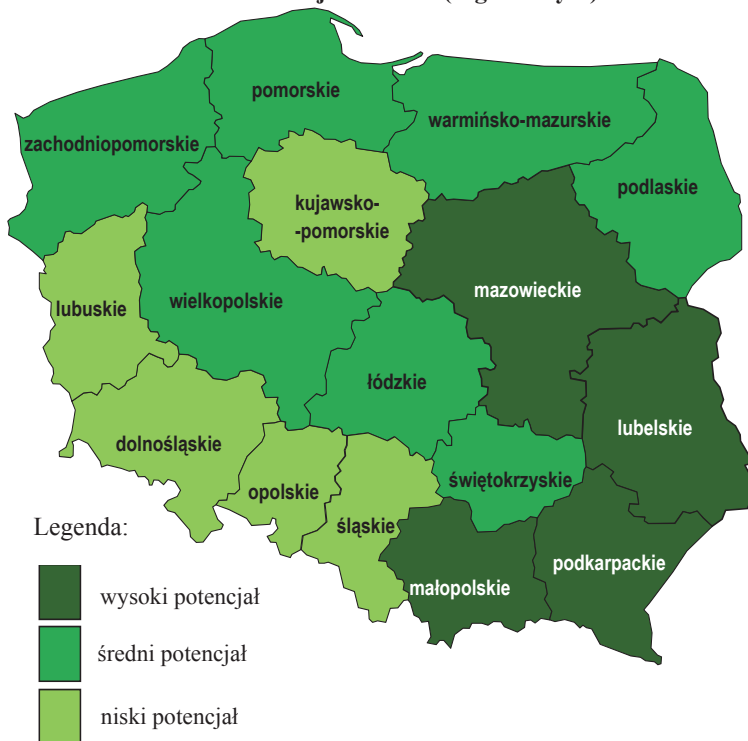 pomorskie
warmińsko-mazurskie
zachodniopomorskie
podlaskie
kujawsko-
-pomorskie
mazowieckie
wielkopolskie
lubuskie
łódzkie
lubelskie
dolnośląskie
świętokrzyskie
opolskie
śląskie
podkarpackie
małopolskie
Legenda:
wysoki potencjał
średni potencjał
niski potencjał